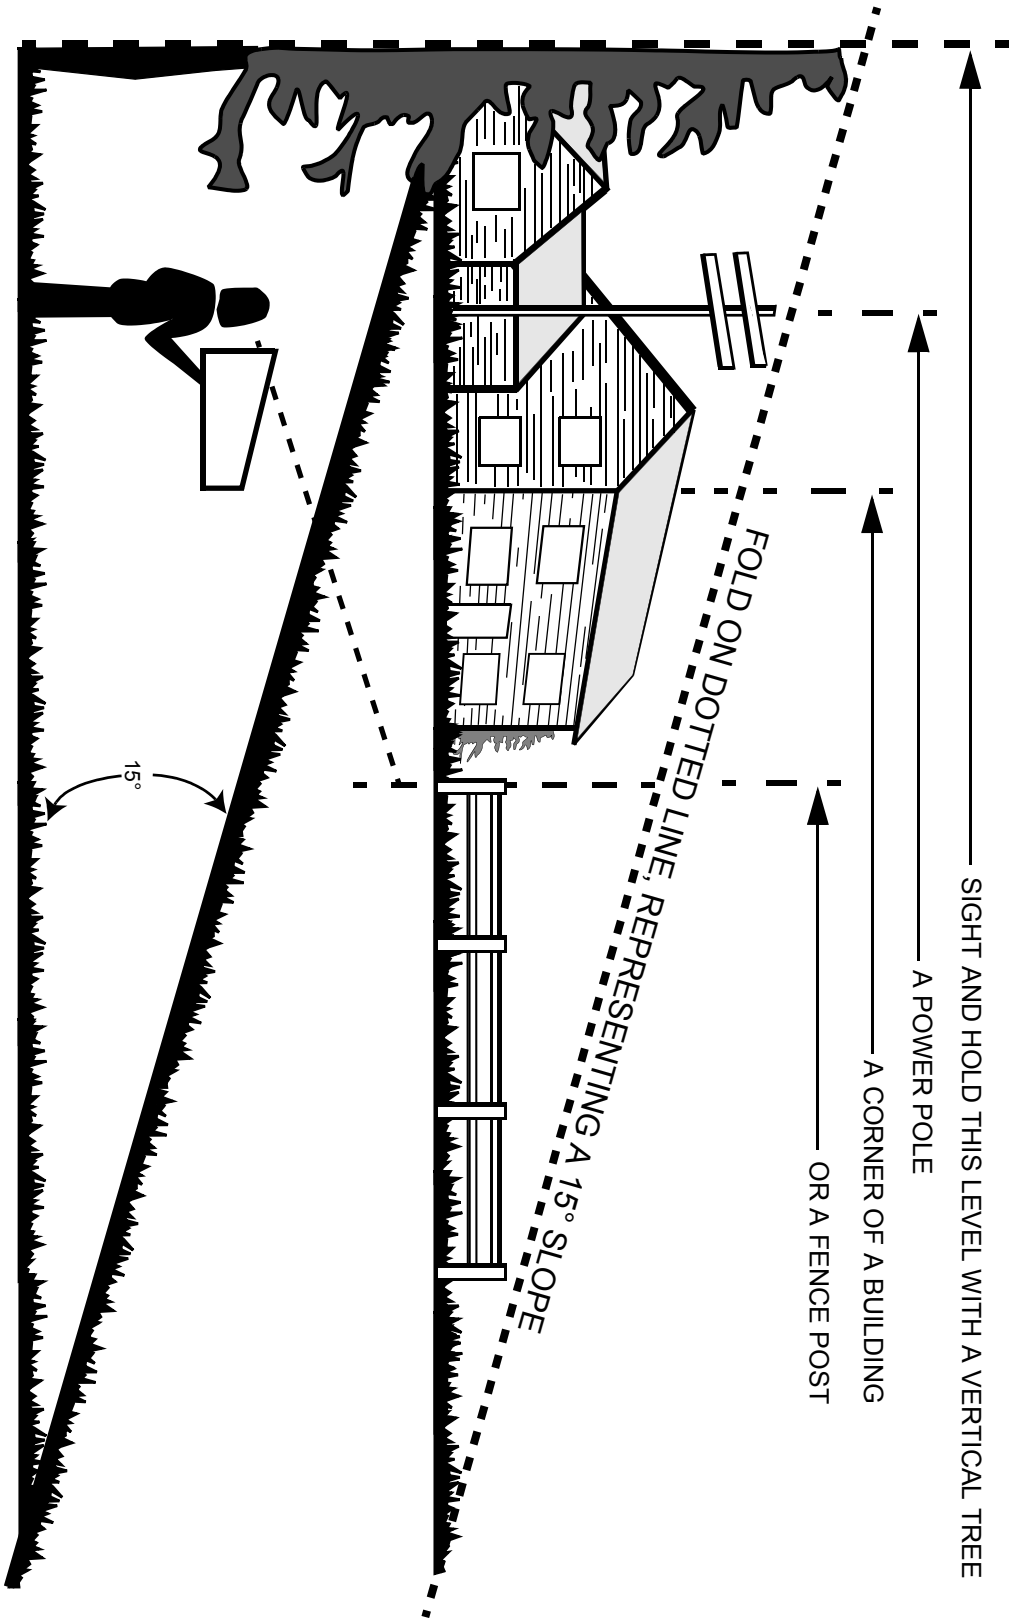 SIGHT AND HOLD THIS LEVEL WITH A VERTICAL TREE
A POWER POLE
A CORNER OF A BUILDING
OR A FENCE POST
FOLD ON DOTTED LINE, REPRESENTING A 15° SLOPE
15°